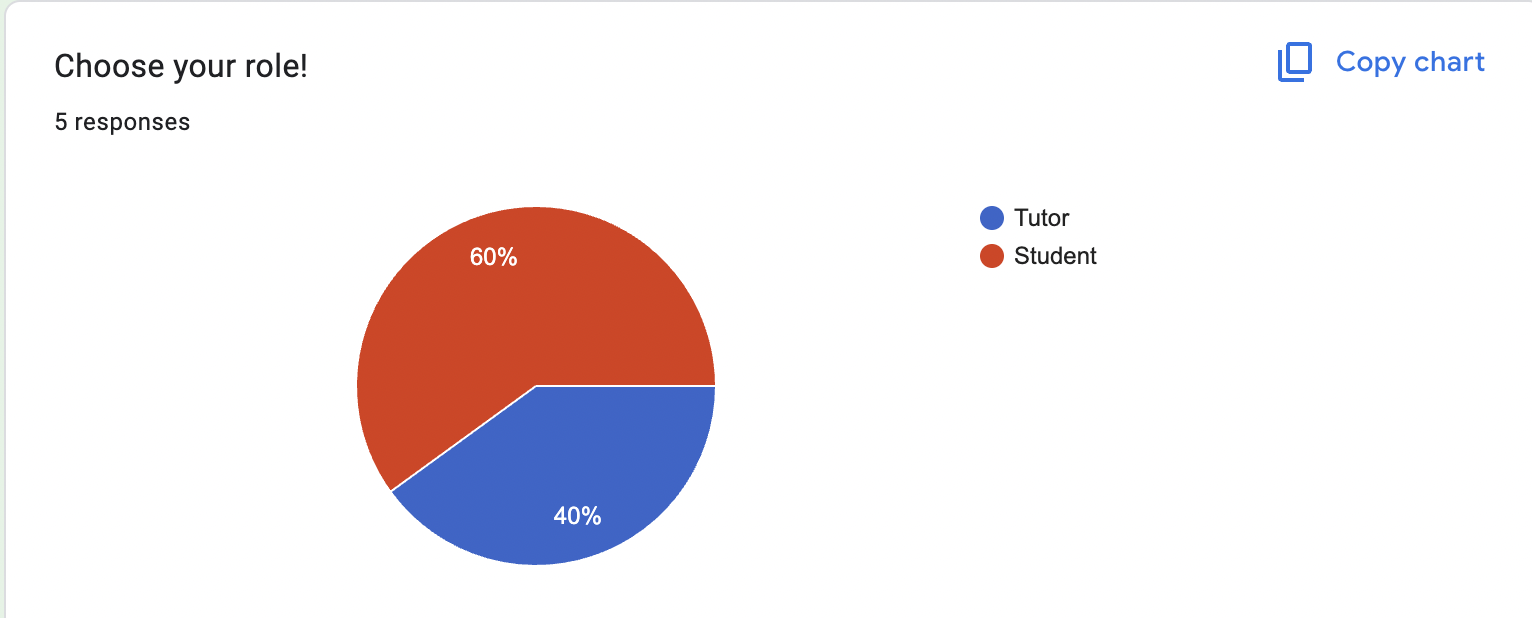 Choose your role!
Copy chart
5 responses
Tutor
Student
60%
40%